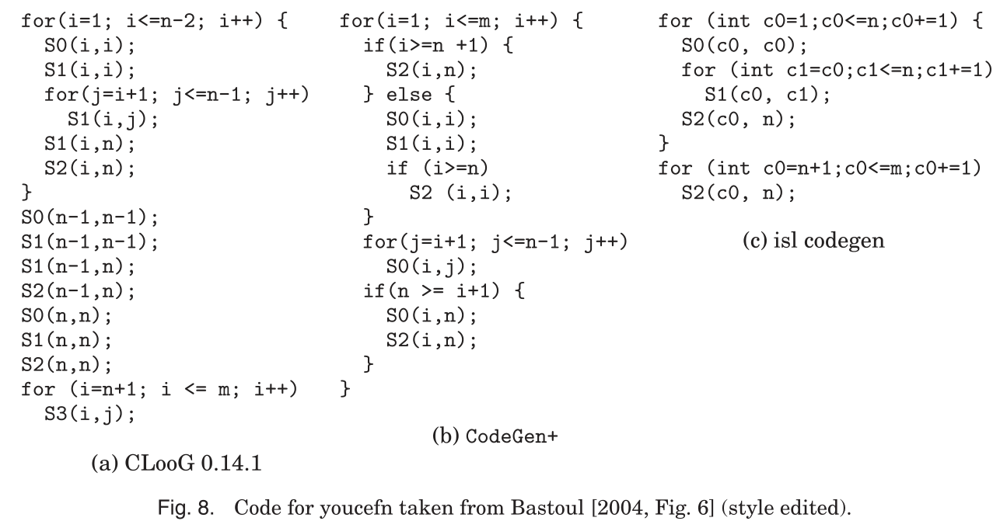 for(i=1; i<=n-2; i++) {
  S0(i,i);
  S1(i,i);
  for(j=i+1; j<=n-1; j++)
    S1(i,j);
  S1(i,n);
  S2(i,n);
}
S0(n-1,n-1);
S1(n-1,n-1);
S1(n-1,n);
S2(n-1,n);
S0(n,n);
S1(n,n);
S2(n,n);
for (i=n+1; i <= m; i++)
  S3(i,j);
(a) CLooG 0.14.1
for(i=1; i<=m; i++) {
  if(i>=n +1) {
    S2(i,n);
  } else {
    S0(i,i);
    S1(i,i);
    if (i>=n)
      S2 (i,i);
  }
  for(j=i+1; j<=n-1; j++)
    S0(i,j);
  if(n >= i+1) {
    S0(i,n);
    S2(i,n);
  }
}
(b) CodeGen+
for (int c0=1;c0<=n;c0+=1) {
  S0(c0, c0);
  for (int c1=c0;c1<=n;c1+=1)
    S1(c0, c1);
  S2(c0, n);
}
for (int c0=n+1;c0<=m;c0+=1)
  S2(c0, n);
(c) isl codegen
Fig. 8. Code for youcefn taken from Bastoul [2004, Fig. 6] (style edited).